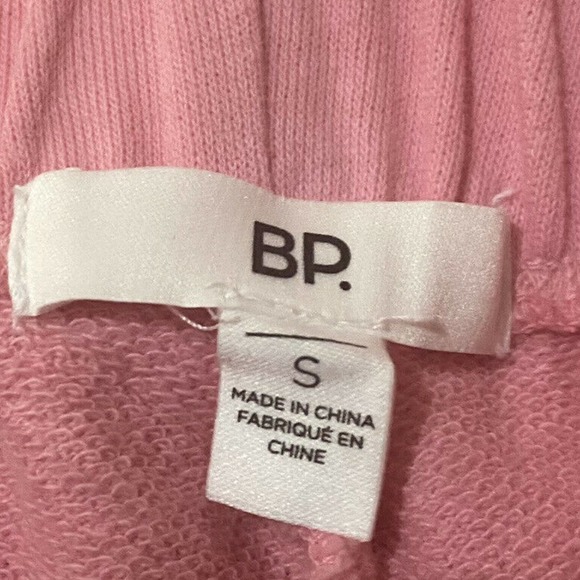 BP.
S
MADE IN CHINA
FABRIQUÉ EN
CHINE